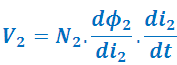 V₂ = N₂. dϕ₂/di₂ . di₂/dt